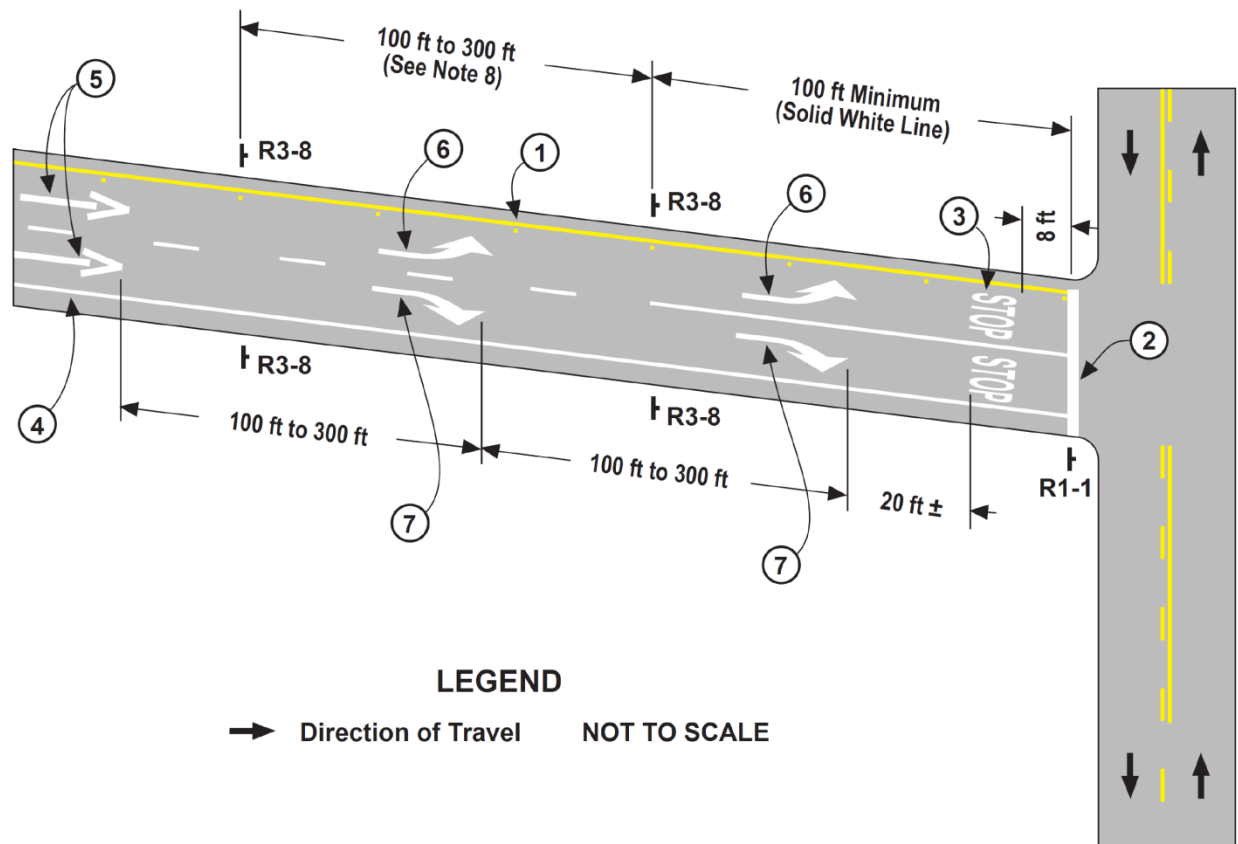 100 ft to 300 ft
(See Note 8)
100 ft Minimum
(Solid White Line)
5
R3-8
6
1
R3-8
6
3
8 ft
STOP
STOP
2
4
R3-8
R3-8
100 ft to 300 ft
100 ft to 300 ft
20 ft ±
R1-1
7
7
LEGEND
Direction of Travel NOT TO SCALE